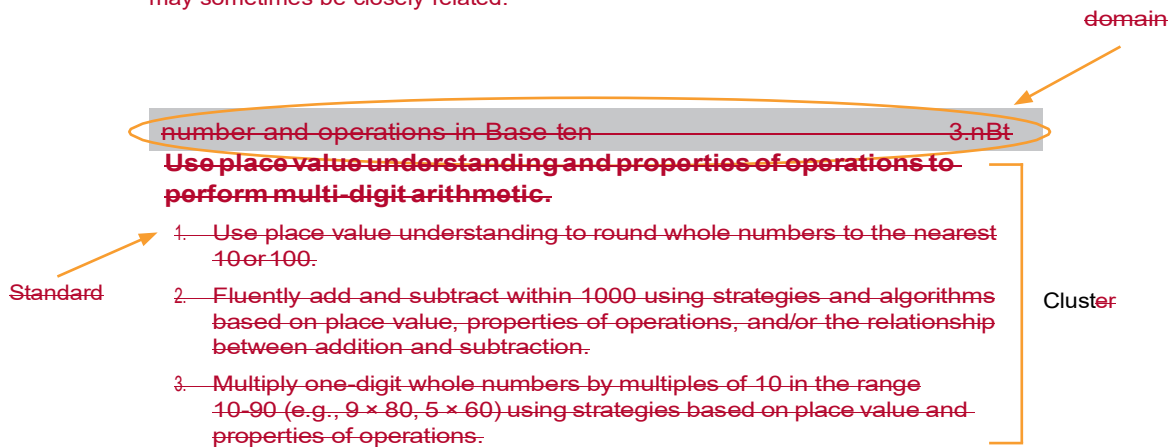 may sometimes be closely related.
domain
number and operations in Base ten 3.nBt
Use place value understanding and properties of operations to
perform multi-digit arithmetic.
1. Use place value understanding to round whole numbers to the nearest
10 or 100.
Standard
2. Fluently add and subtract within 1000 using strategies and algorithms
based on place value, properties of operations, and/or the relationship
between addition and subtraction.
Cluster
3. Multiply one-digit whole numbers by multiples of 10 in the range
10-90 (e.g., 9 × 80, 5 × 60) using strategies based on place value and
properties of operations.